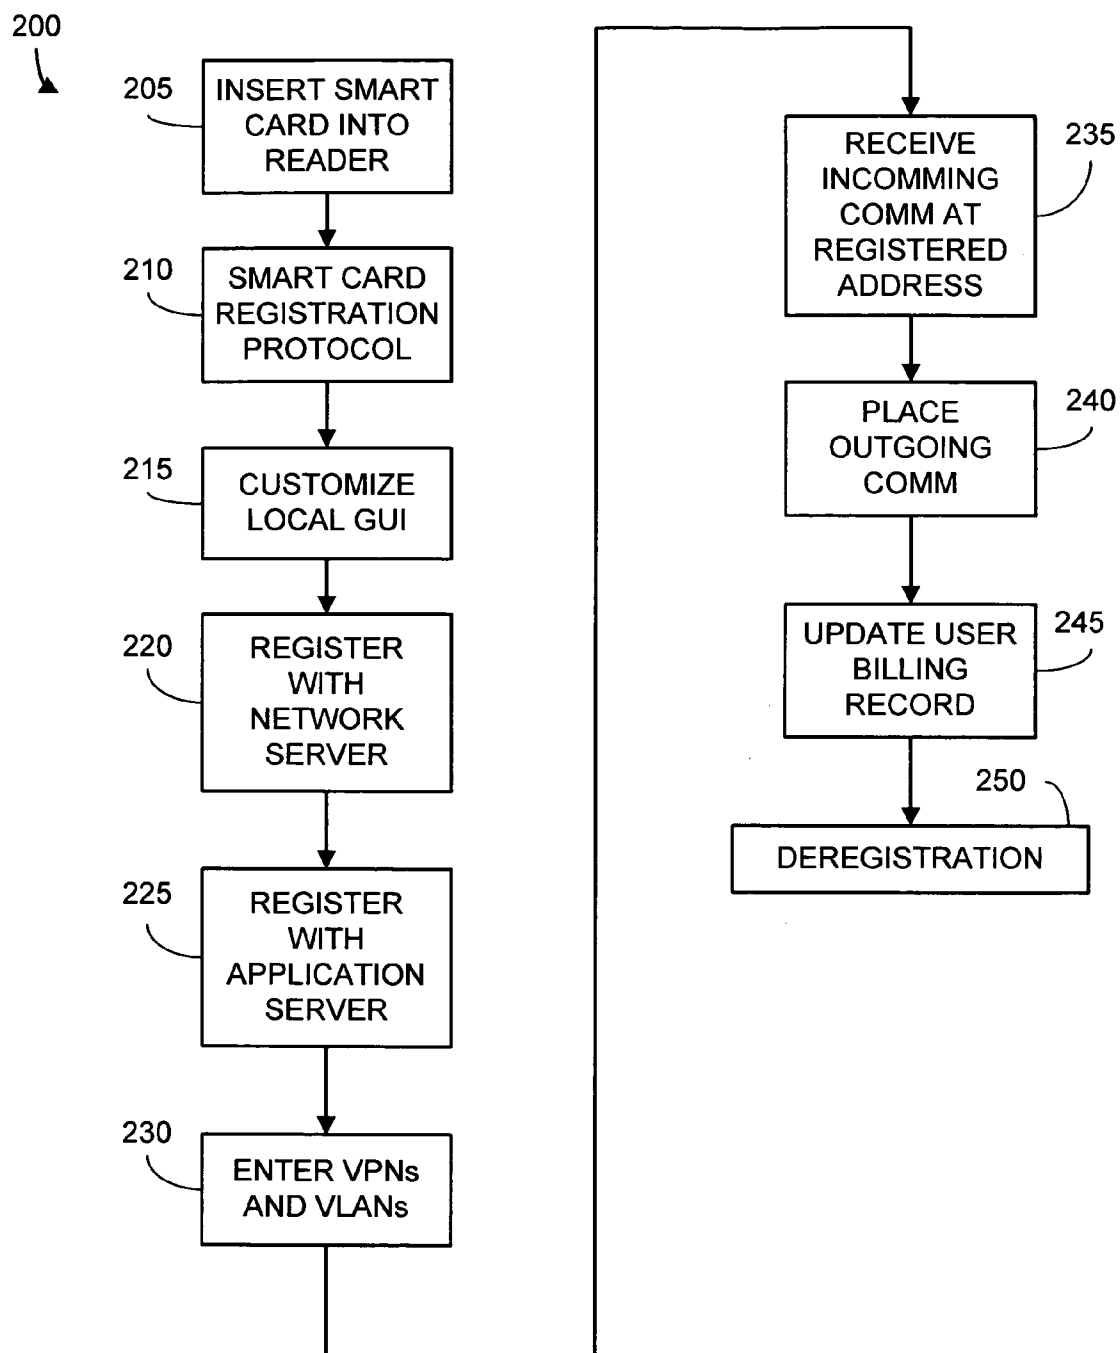 200
205
INSERT SMART
CARD INTO
READER
210
SMART CARD
REGISTRATION
PROTOCOL
215
CUSTOMIZE
LOCAL GUI
220
REGISTER
WITH
NETWORK
SERVER
225
REGISTER
WITH
APPLICATION
SERVER
230
ENTER VPNs
AND VLANs
235
RECEIVE
INCOMMING
COMM AT
REGISTERED
ADDRESS
240
PLACE
OUTGOING
COMM
245
UPDATE USER
BILLING
RECORD
250
DEREGISTRATION